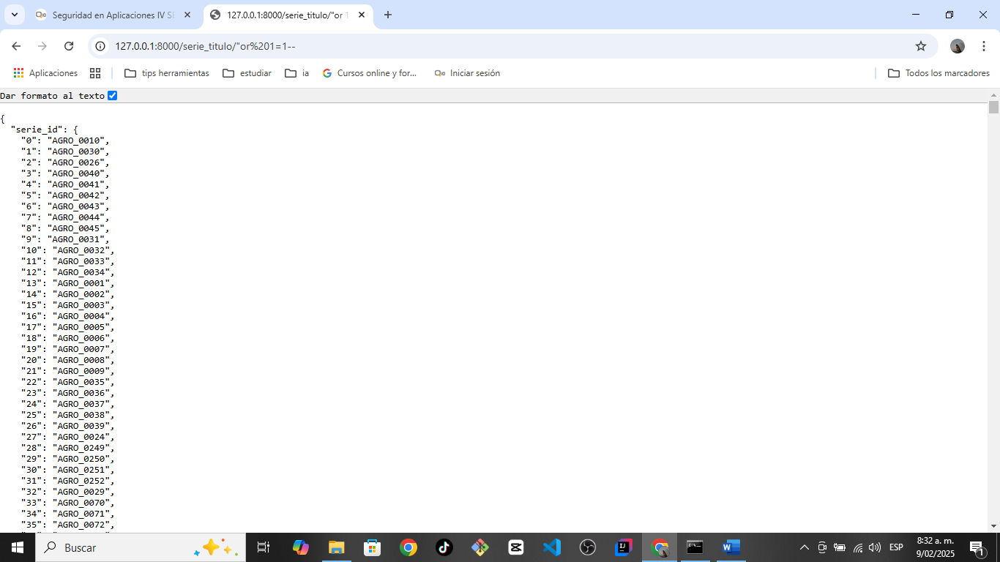 Seguridad en Aplicaciones IV SE
127.0.0.1:8000/serie_titulo/"or 1
127.0.0.1:8000/serie_titulo/"or%201=1--
Aplicaciones
tips herramientas
estudiar
ia
Cursos online y for...
Iniciar sesión
Todos los marcadores
Dar formato al texto
{
"serie_id": {
"0": "AGRO_0010",
"1": "AGRO_0030",
"2": "AGRO_0026",
"3": "AGRO_0040",
"4": "AGRO_0041",
"5": "AGRO_0042",
"6": "AGRO_0043",
"7": "AGRO_0044",
"8": "AGRO_0045",
"9": "AGRO_0031",
"10": "AGRO_0032",
"11": "AGRO_0033",
"12": "AGRO_0034",
"13": "AGRO_0001",
"14": "AGRO_0002",
"15": "AGRO_0003",
"16": "AGRO_0004",
"17": "AGRO_0005",
"18": "AGRO_0006",
"19": "AGRO_0007",
"20": "AGRO_0008",
"21": "AGRO_0009",
"22": "AGRO_0035",
"23": "AGRO_0036",
"24": "AGRO_0037",
"25": "AGRO_0038",
"26": "AGRO_0039",
"27": "AGRO_0024",
"28": "AGRO_0249",
"29": "AGRO_0250",
"30": "AGRO_0251",
"31": "AGRO_0252",
"32": "AGRO_0029",
"33": "AGRO_0070",
"34": "AGRO_0071",
"35": "AGRO_0072",
Buscar
ESP
8:32 a. m.
9/02/2025
1